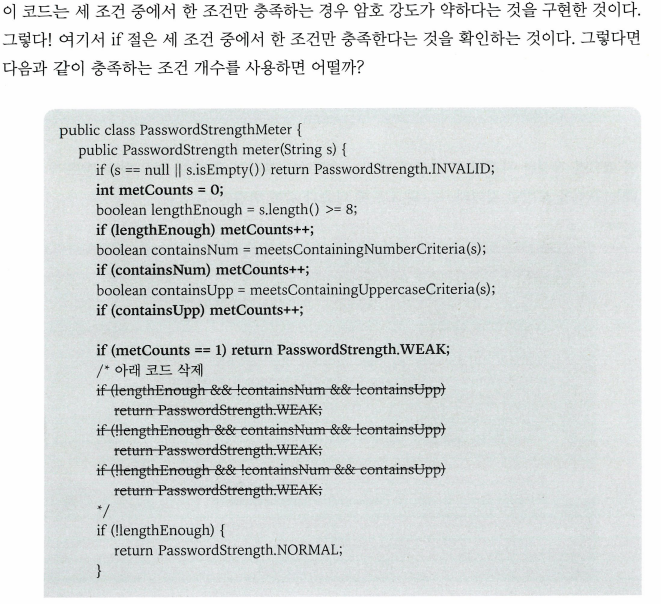 이 코드는 세 조건 중에서 한 조건만 충족하는 경우 암호 강도가 약하다는 것을 구현한 것이다.
그렇다! 여기서 if 절은 세 조건 중에서 한 조건만 충족한다는 것을 확인하는 것이다. 그렇다면
다음과 같이 충족하는 조건 개수를 사용하면 어떨까?
public class PasswordStrengthMeter {
public PasswordStrength meter(String s) {
if (s == null || s.isEmpty()) return PasswordStrength.INVALID;
int metCounts = 0;
boolean lengthEnough = s.length() >= 8;
if (lengthEnough) metCounts++;
boolean containsNum = meetsContainingNumberCriteria(s);
if (containsNum) metCounts++;
boolean containsUpp = meetsContainingUppercaseCriteria(s);
if (containsUpp) metCounts++;
if (metCounts == 1) return PasswordStrength.WEAK;
/* 아래 코드 삭제
if (lengthEnough && !containsNum && !containsUpp)
return PasswordStrength.WEAK;
if (!lengthEnough && containsNum && !containsUpp)
return PasswordStrength.WEAK;
if (!lengthEnough && !containsNum && containsUpp)
return PasswordStrength.WEAK;
*/
if (!lengthEnough) {
return PasswordStrength.NORMAL;
}